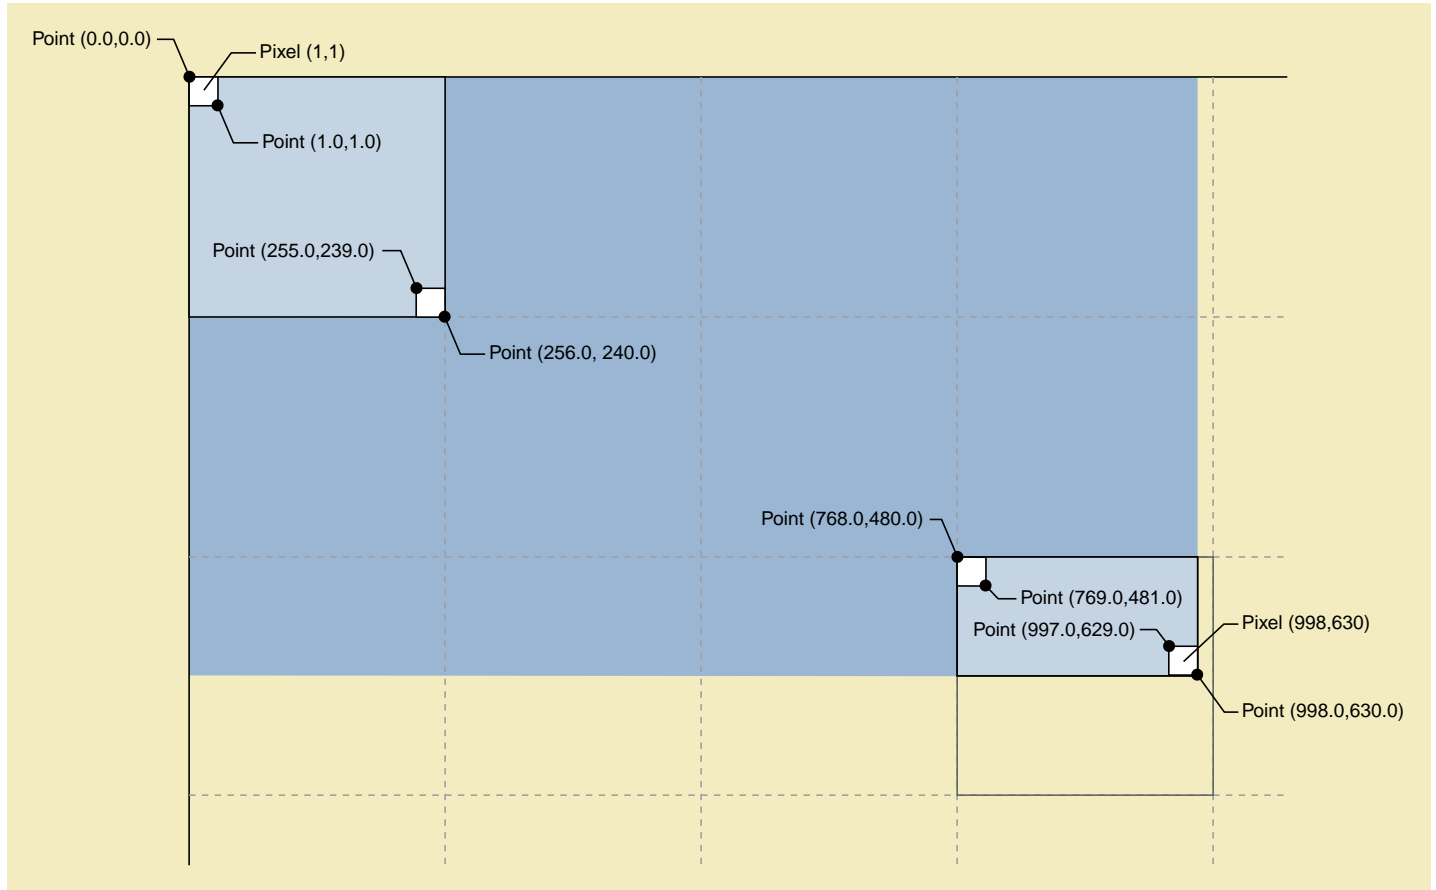 Point (0.0,0.0)
Pixel (1,1)
Point (1.0,1.0)
Point (255.0,239.0)
Point (256.0, 240.0)
Point (768.0,480.0)
Point (769.0,481.0)
Point (997.0,629.0)
Pixel (998,630)
Point (998.0,630.0)